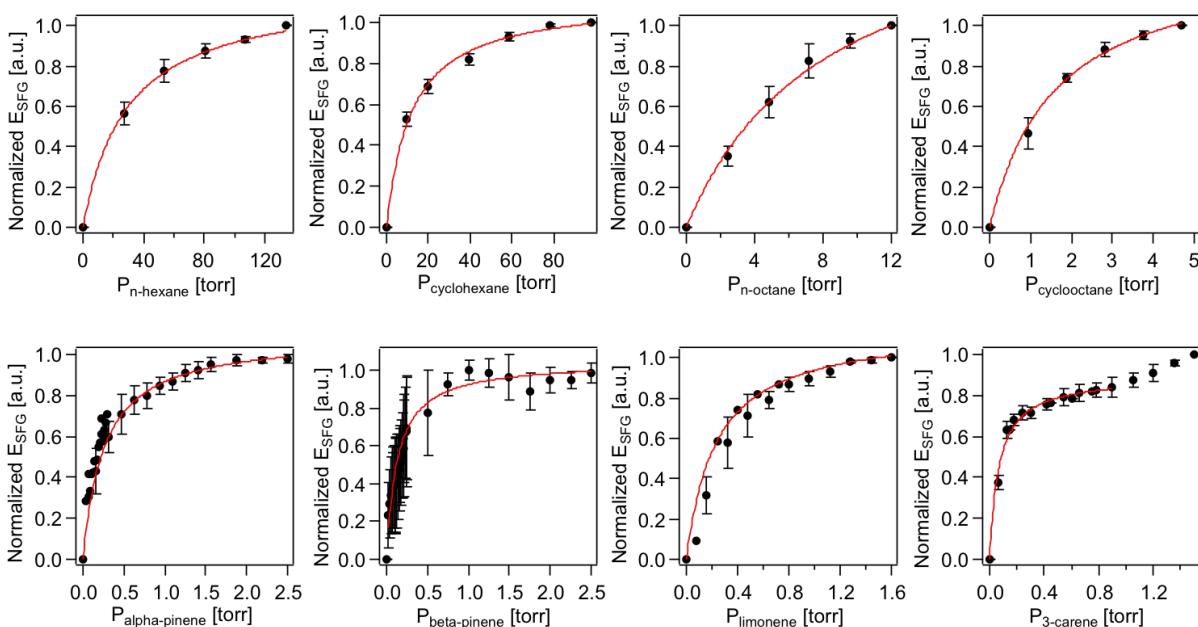 Normalized E_SFG [a.u.]
1.0
0.8
0.6
0.4
0.2
0.0
0 40 80 120
P_n-hexane [torr]
Normalized E_SFG [a.u.]
1.0
0.8
0.6
0.4
0.2
0.0
0 20 40 60 80
P_cyclohexane [torr]
Normalized E_SFG [a.u.]
1.0
0.8
0.6
0.4
0.2
0.0
0 4 8 12
P_n-octane [torr]
Normalized E_SFG [a.u.]
1.0
0.8
0.6
0.4
0.2
0.0
0 1 2 3 4 5
P_cyclooctane [torr]
Normalized E_SFG [a.u.]
1.0
0.8
0.6
0.4
0.2
0.0
0.0 0.5 1.0 1.5 2.0 2.5
P_alpha-pinene [torr]
Normalized E_SFG [a.u.]
1.0
0.8
0.6
0.4
0.2
0.0
0.0 0.5 1.0 1.5 2.0 2.5
P_beta-pinene [torr]
Normalized E_SFG [a.u.]
1.0
0.8
0.6
0.4
0.2
0.0
0.0 0.4 0.8 1.2 1.6
P_limonene [torr]
Normalized E_SFG [a.u.]
1.0
0.8
0.6
0.4
0.2
0.0
0.0 0.4 0.8 1.2
P_3-carene [torr]